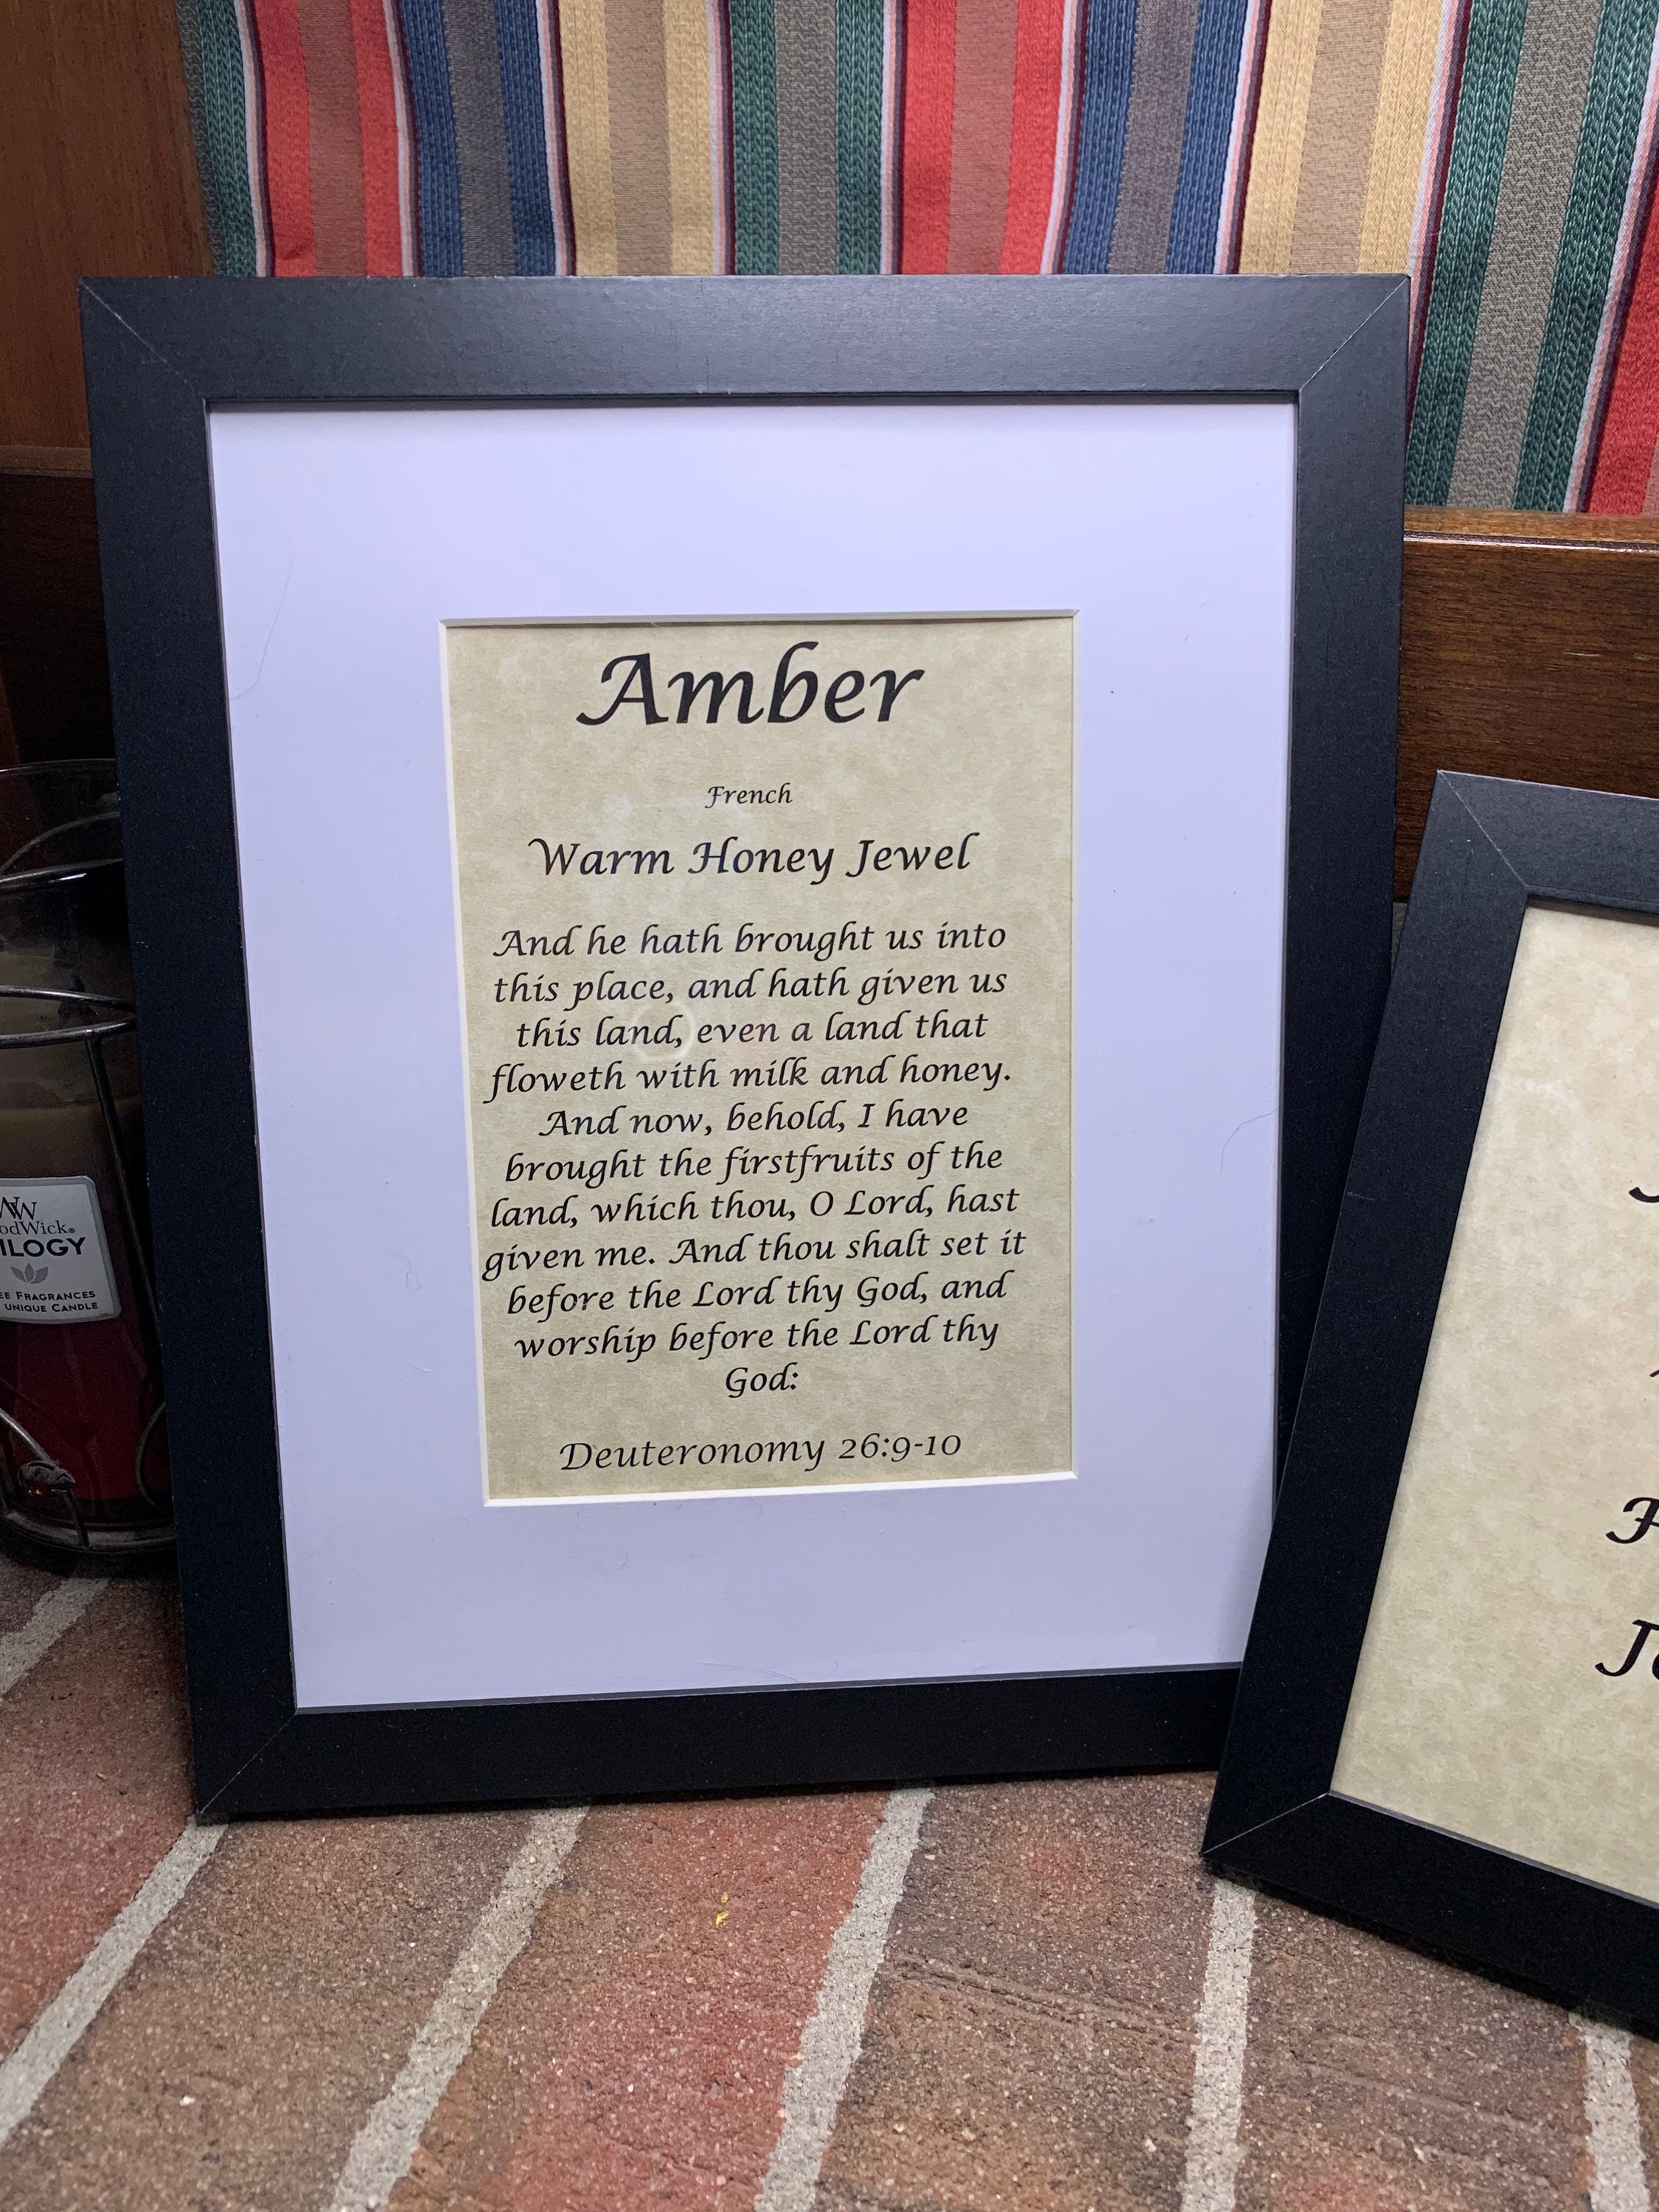 Amber
French
Warm Honey Jewel
And he hath brought us into
this place, and hath given us
this land, even a land that
floweth with milk and honey.
And now, behold, I have
brought the firstfruits of the
land, which thou, O Lord, hast
given me. And thou shalt set it
before the Lord thy God, and
worship before the Lord thy
God:
Deuteronomy 26:9-10
FRAGRANCES
UNIQUE CANDLE